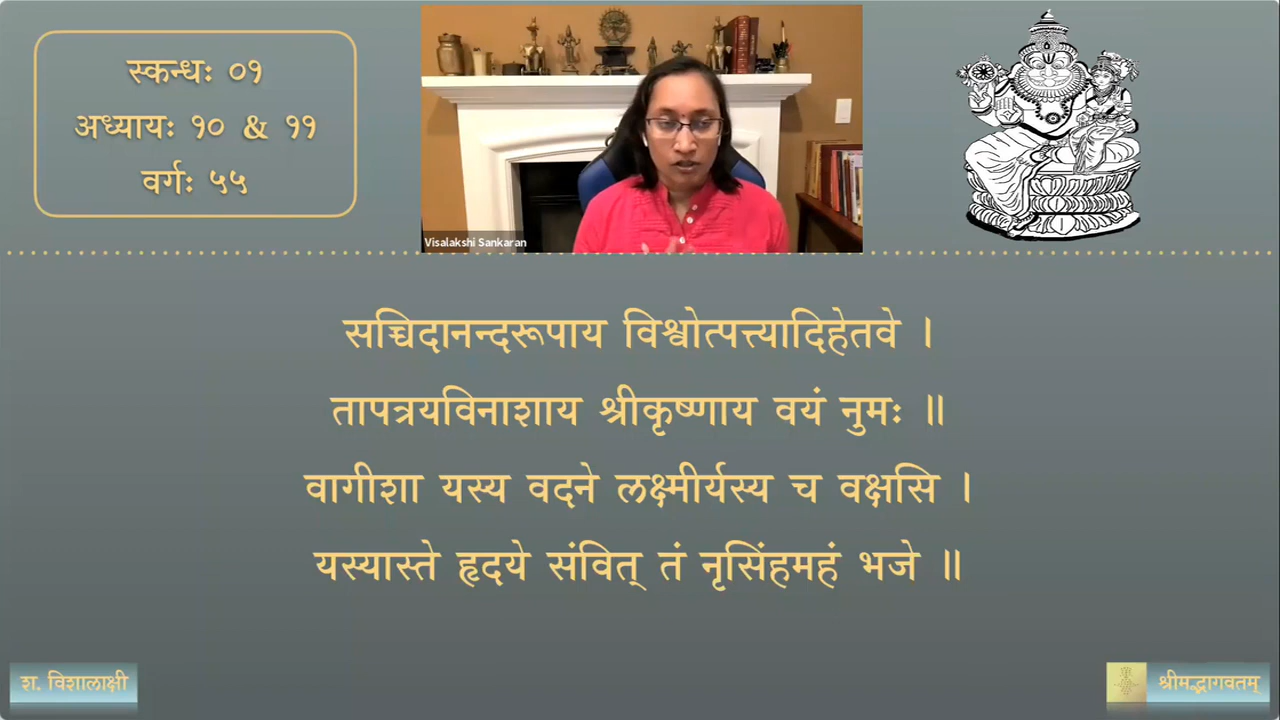 स्कन्धः ०१
अध्यायः १० & ११
वर्गः ५५
Visalakshi Sankaran
सच्चिदानन्दरूपाय विश्वोत्पत्त्यादिहेतवे ।
तापत्रयविनाशाय श्रीकृष्णाय वयं नुमः ॥
वागीशा यस्य वदने लक्ष्मीर्यस्य च वक्षसि ।
यस्यास्ते हृदये संवित् तं नृसिंहमहं भजे ॥
श. विशालाक्षी
श्रीमद्भागवतम्